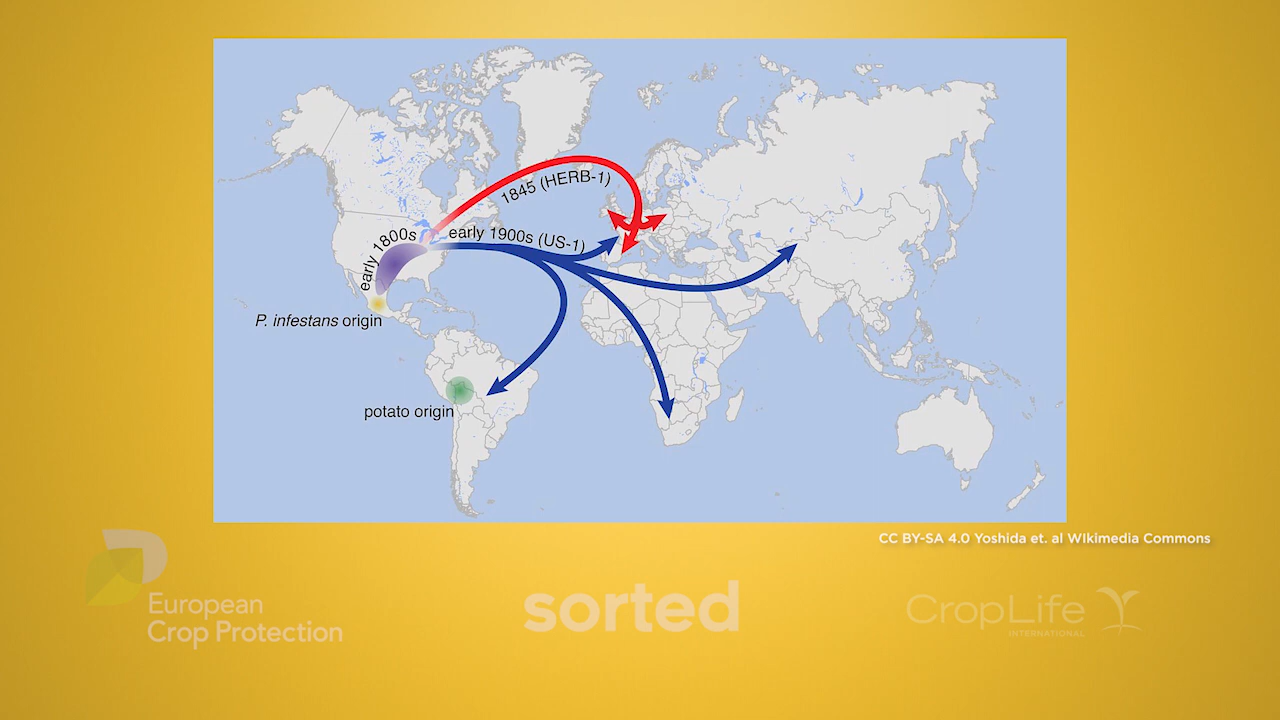 1845 (HERB-1)
early 1800s
early 1900s (US-1)
P. infestans origin
potato origin
CC BY-SA 4.0 Yoshida et. al WIkimedia Commons
European
Crop Protection
sorted
CropLife
INTERNATIONAL